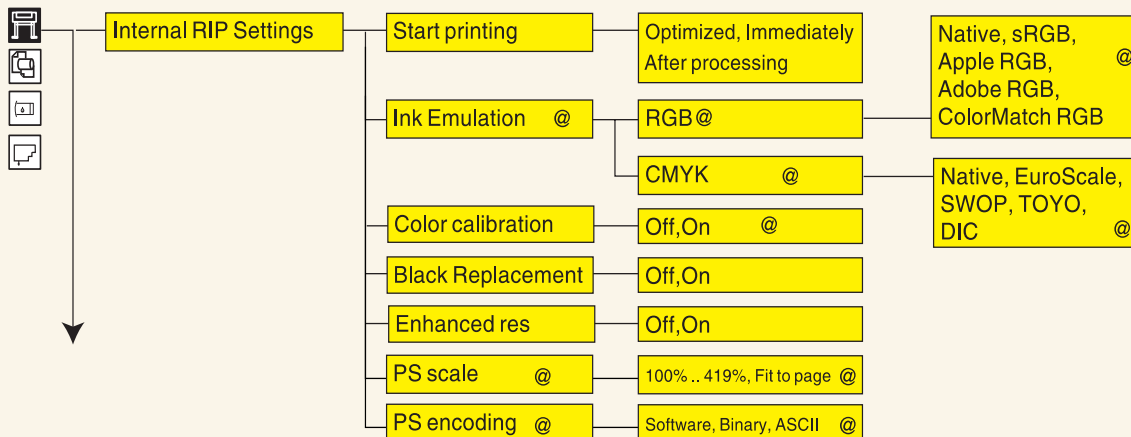 Internal RIP Settings
Start printing
Optimized, Immediately
After processing
Ink Emulation @
RGB@
Native, sRGB,
Apple RGB, @
Adobe RGB,
ColorMatch RGB
CMYK @
Native, EuroScale,
SWOP, TOYO,
DIC @
Color calibration
Off,On @
Black Replacement
Off,On
Enhanced res
Off,On
PS scale @
100% .. 419%, Fit to page @
PS encoding @
Software, Binary, ASCII @